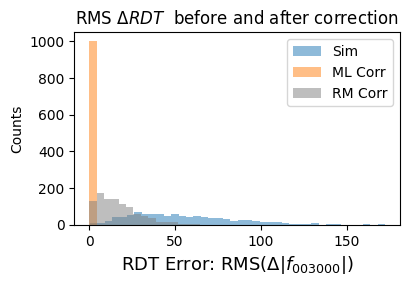 RMS ΔRDT before and after correction
1000
800
600
400
200
0
Counts
Sim
ML Corr
RM Corr
0 50 100 150
RDT Error: RMS(Δ|f₀₀₃₀₀₀|)